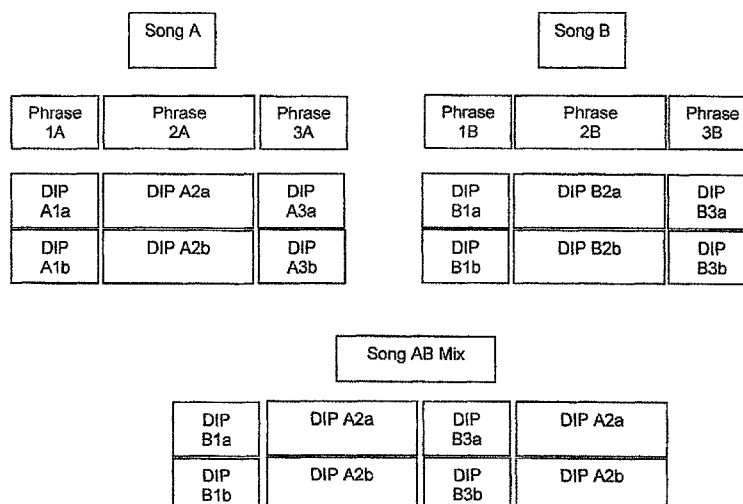 Song A
Song B
Phrase
1A
Phrase
2A
Phrase
3A
Phrase
1B
Phrase
2B
Phrase
3B
DIP
A1a
DIP A2a
DIP
A3a
DIP
B1a
DIP B2a
DIP
B3a
DIP
A1b
DIP A2b
DIP
A3b
DIP
B1b
DIP B2b
DIP
B3b
Song AB Mix
DIP
B1a
DIP A2a
DIP
B3a
DIP A2a
DIP
B1b
DIP A2b
DIP
B3b
DIP A2b